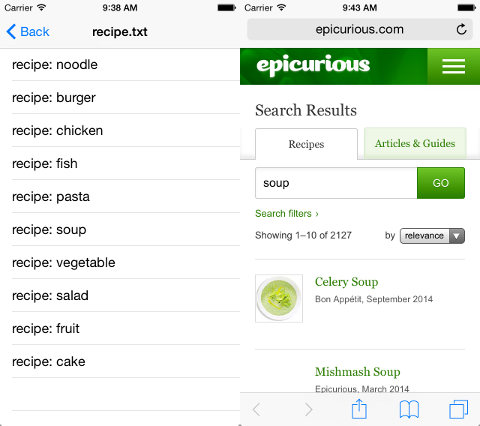 Carrier 9:38 AM
Back recipe.txt
recipe: noodle
recipe: burger
recipe: chicken
recipe: fish
recipe: pasta
recipe: soup
recipe: vegetable
recipe: salad
recipe: fruit
recipe: cake
Carrier 9:43 AM
epicurious.com
epicurious
Search Results
Recipes Articles & Guides
soup GO
Search filters ›
Showing 1–10 of 2127 by relevance
Celery Soup
Bon Appétit, September 2014
Mishmash Soup
Epicurious, March 2014